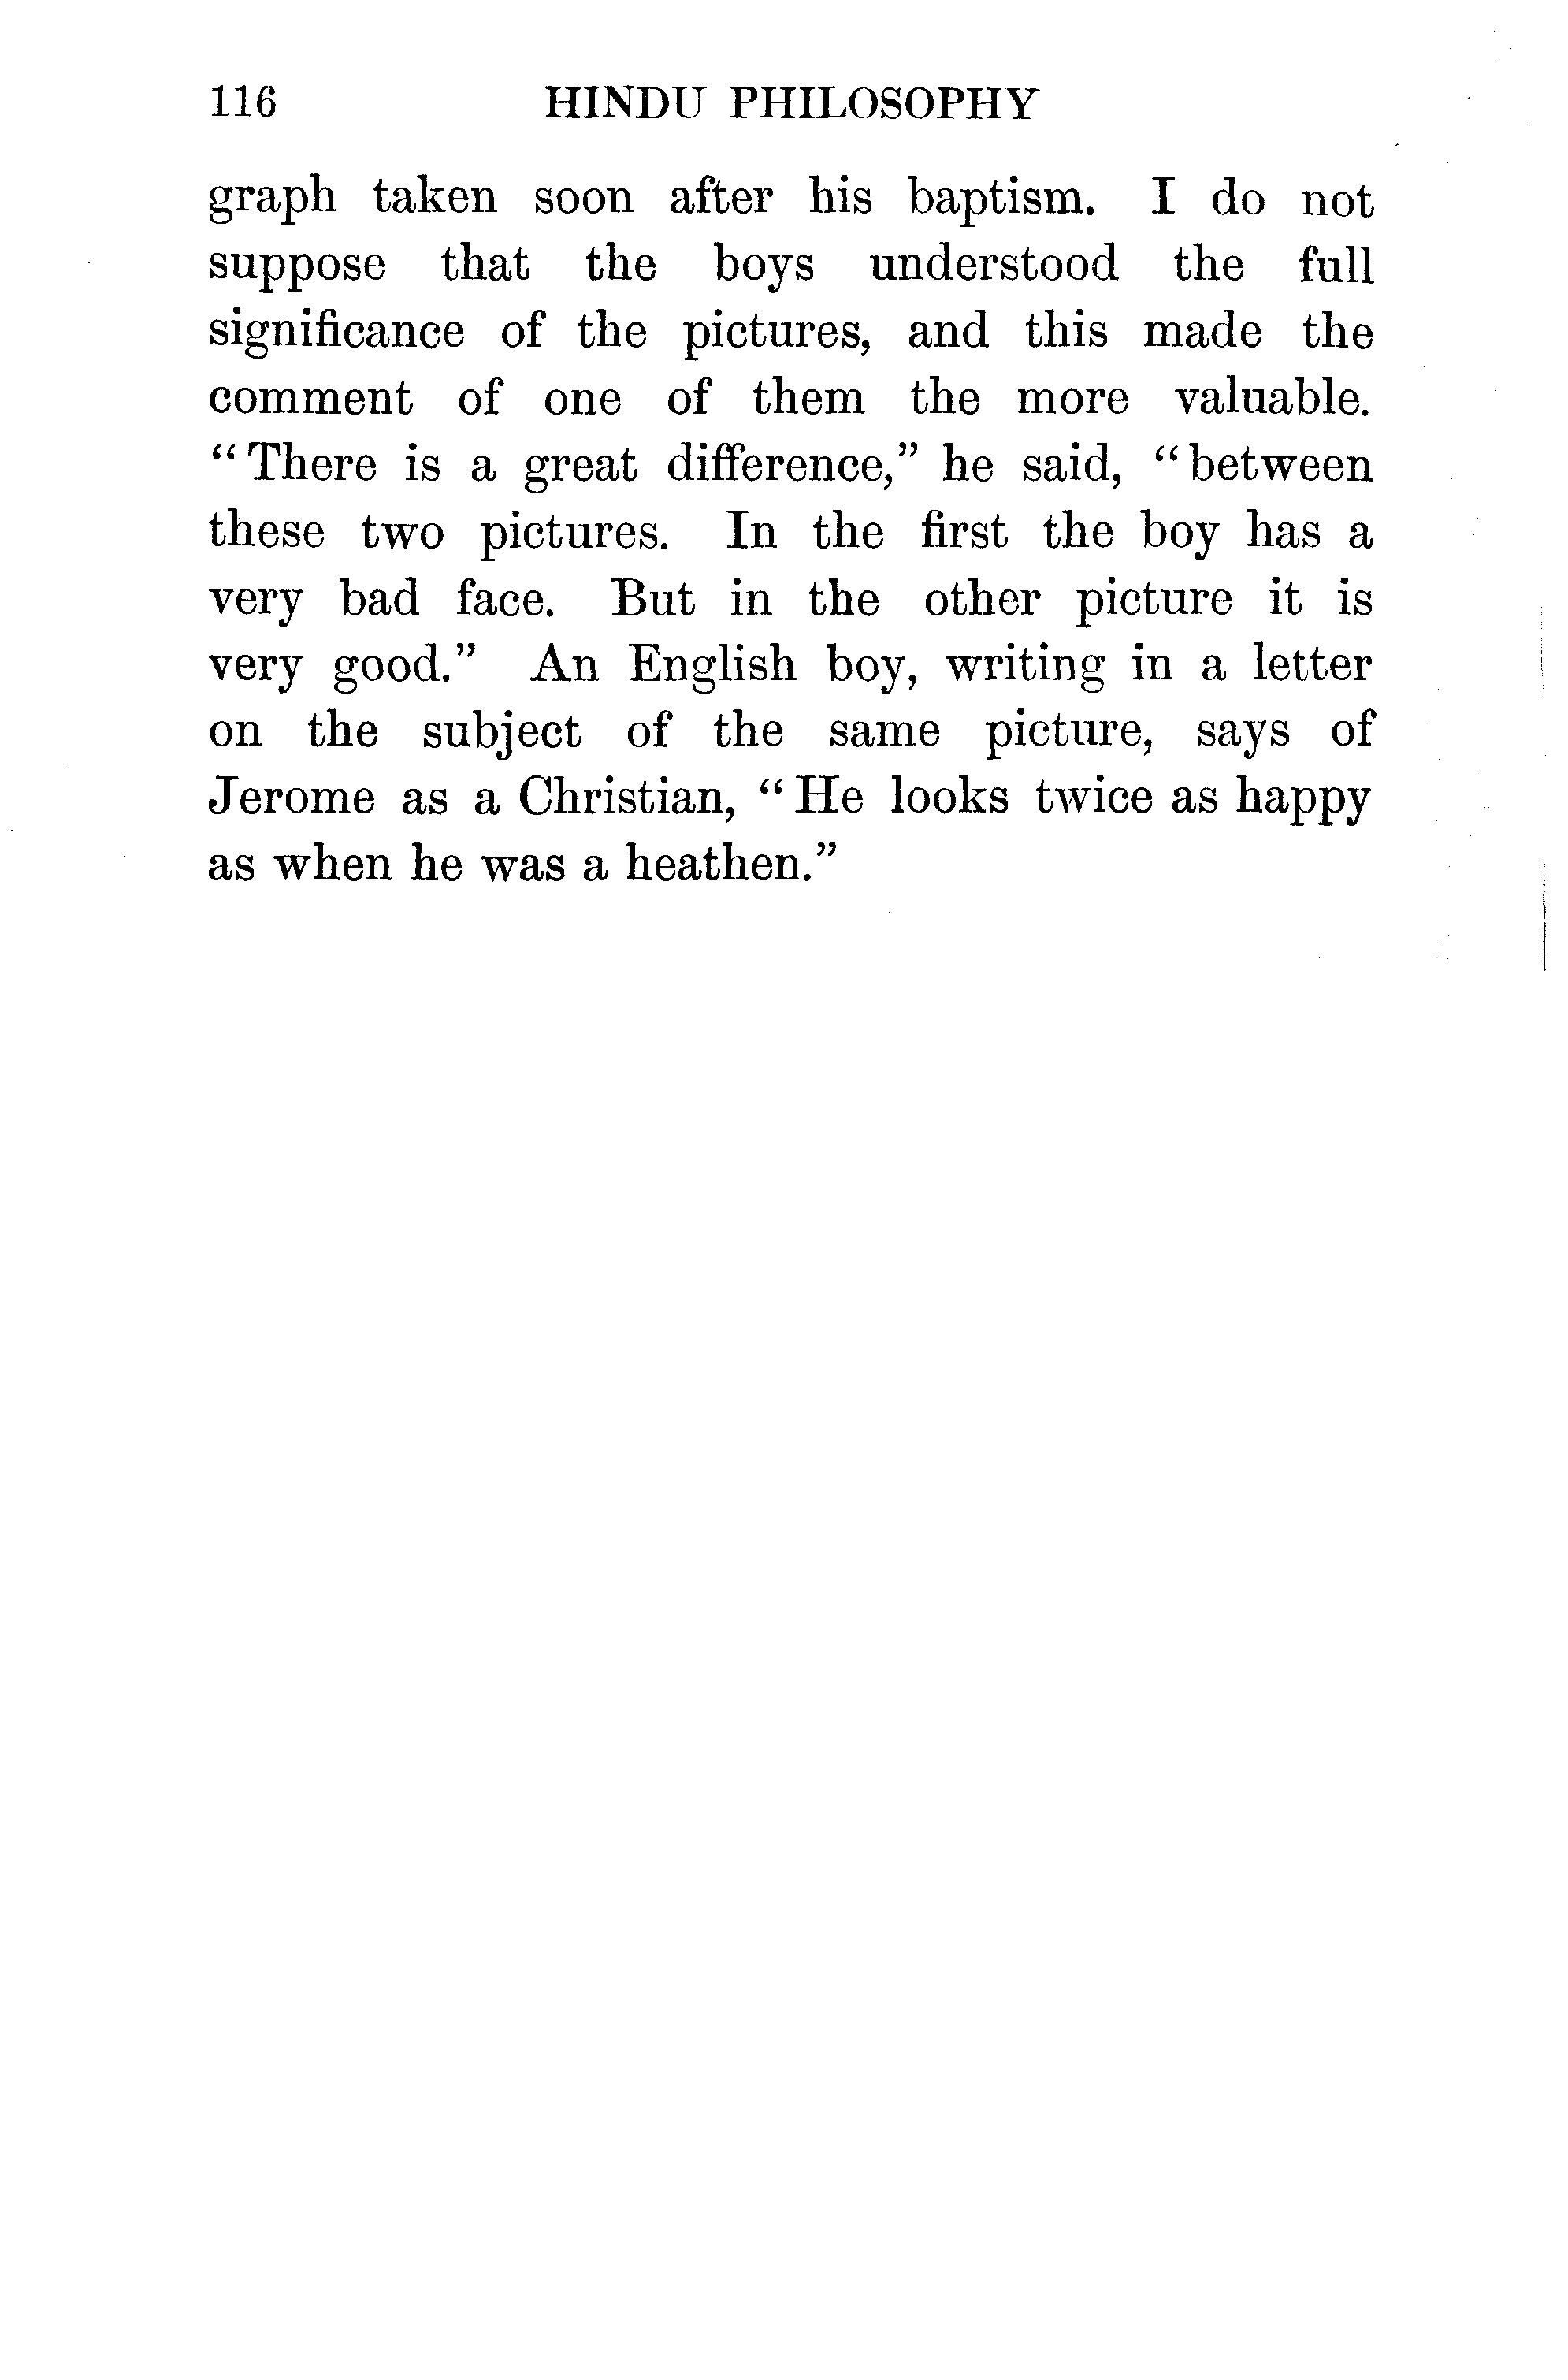 116 HINDU PHILOSOPHY
graph taken soon after his baptism. I do not
suppose that the boys understood the full
significance of the pictures, and this made the
comment of one of them the more valuable.
“There is a great difference,” he said, “between
these two pictures. In the first the boy has a
very bad face. But in the other picture it is
very good.” An English boy, writing in a letter
on the subject of the same picture, says of
Jerome as a Christian, “He looks twice as happy
as when he was a heathen.”